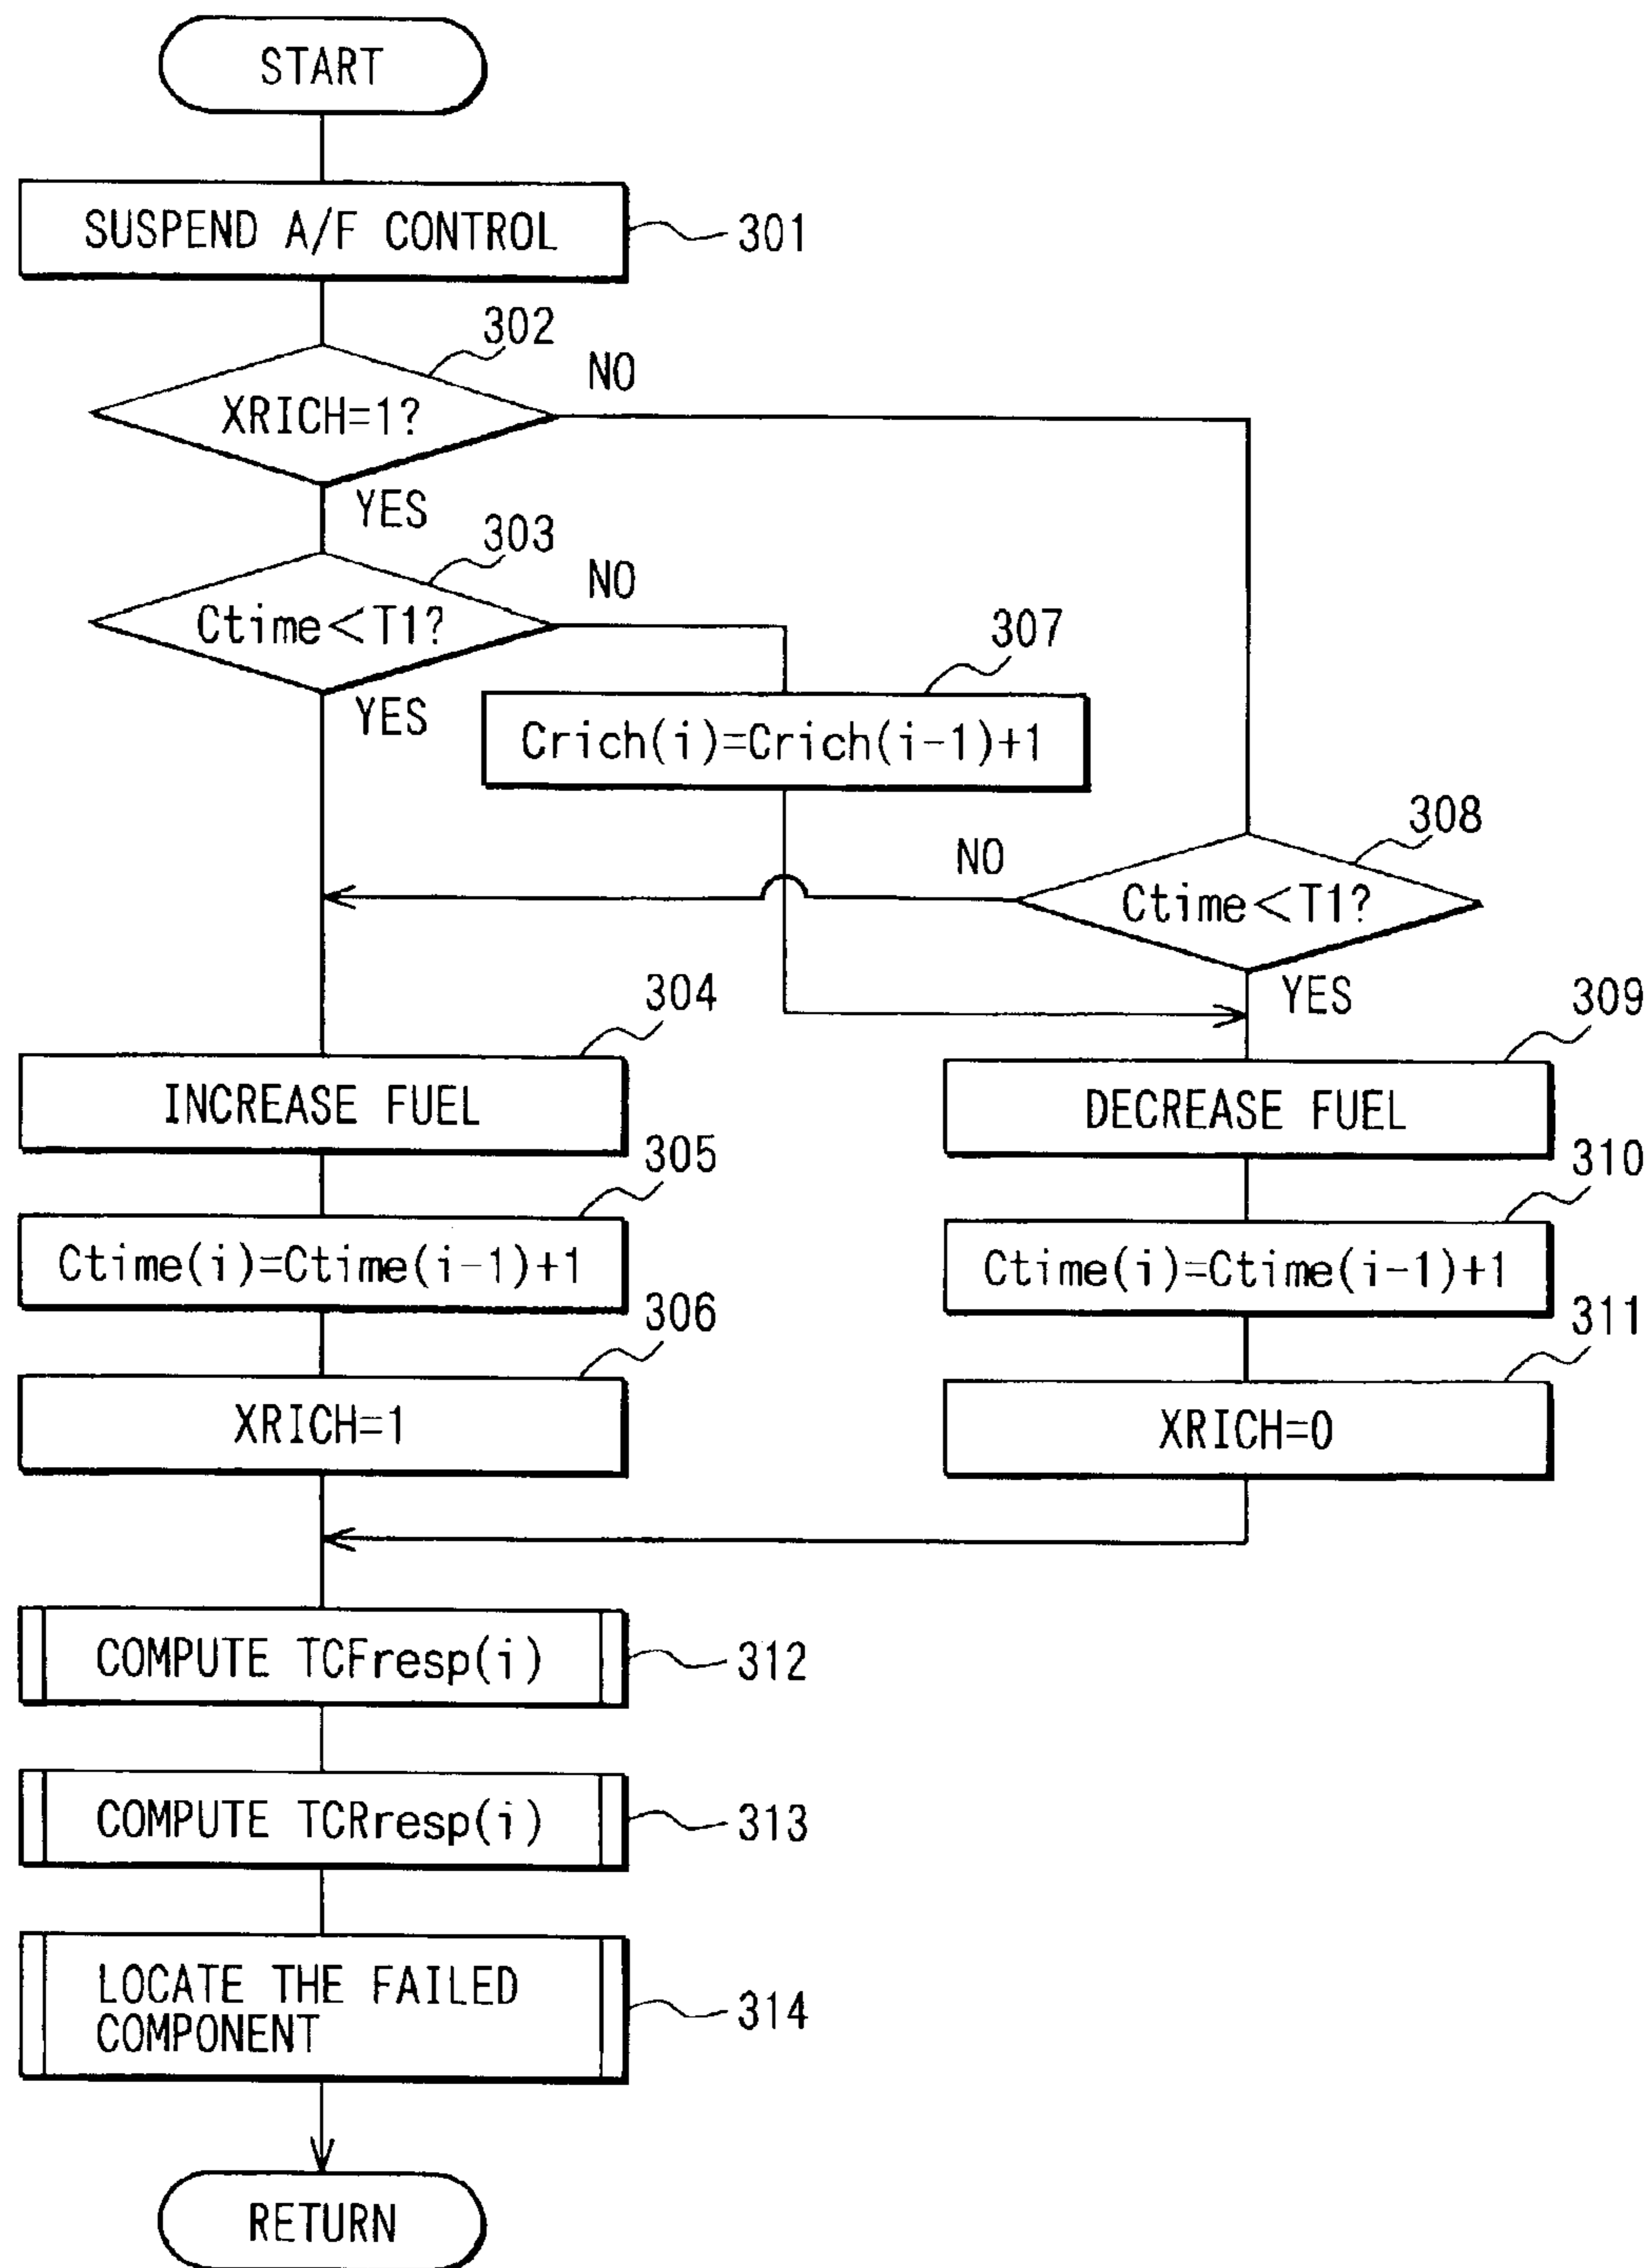 START
SUSPEND A/F CONTROL
301
302
XRICH=1?
NO
YES
303
Ctime<T1?
NO
YES
307
Crich(i)=Crich(i-1)+1
308
Ctime<T1?
NO
YES
304
INCREASE FUEL
309
DECREASE FUEL
305
Ctime(i)=Ctime(i-1)+1
310
Ctime(i)=Ctime(i-1)+1
306
XRICH=1
311
XRICH=0
COMPUTE TCFresp(i)
312
COMPUTE TCRresp(i)
313
LOCATE THE FAILED
COMPONENT
314
RETURN